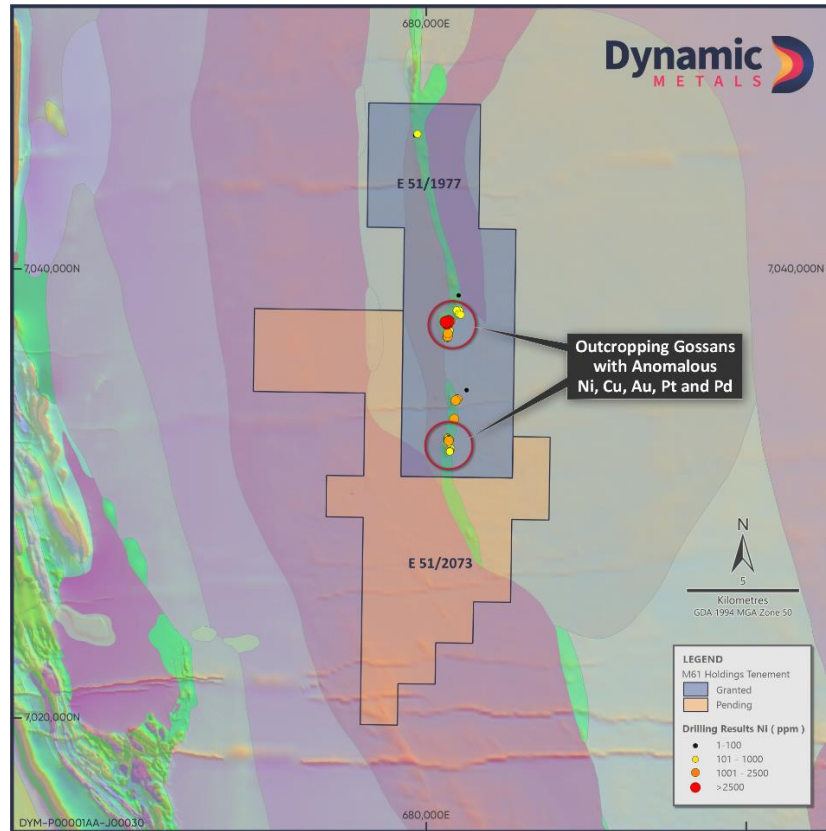 680,000E
Dynamic
METALS
E 51/1977
7,040,000N
7,040,000N
Outcropping Gossans
with Anomalous
Ni, Cu, Au, Pt and Pd
N
E 51/2073
5
Kilometres
GDA 1994 MGA Zone 50
LEGEND
M61 Holdings Tenement
Granted
Pending
Drilling Results Ni ( ppm )
1-100
101 - 1000
1001 - 2500
>2500
7,020,000N
680,000E
DYM-P00001AA-J00030